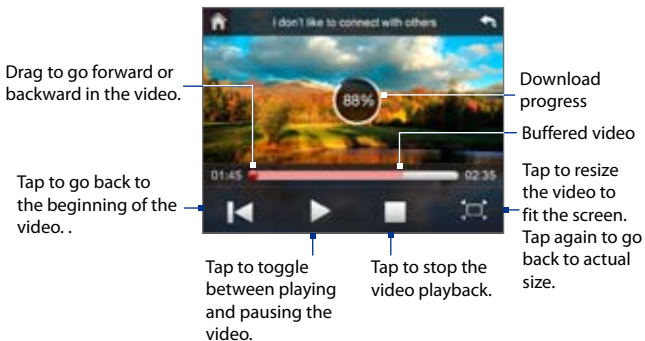 I don't like to connect with others
Drag to go forward or
backward in the video.
88%
Download
progress
Buffered video
01:45
02:35
Tap to go back to
the beginning of the
video. .
Tap to resize
the video to
fit the screen.
Tap again to go
back to actual
size.
Tap to toggle
between playing
and pausing the
video.
Tap to stop the
video playback.